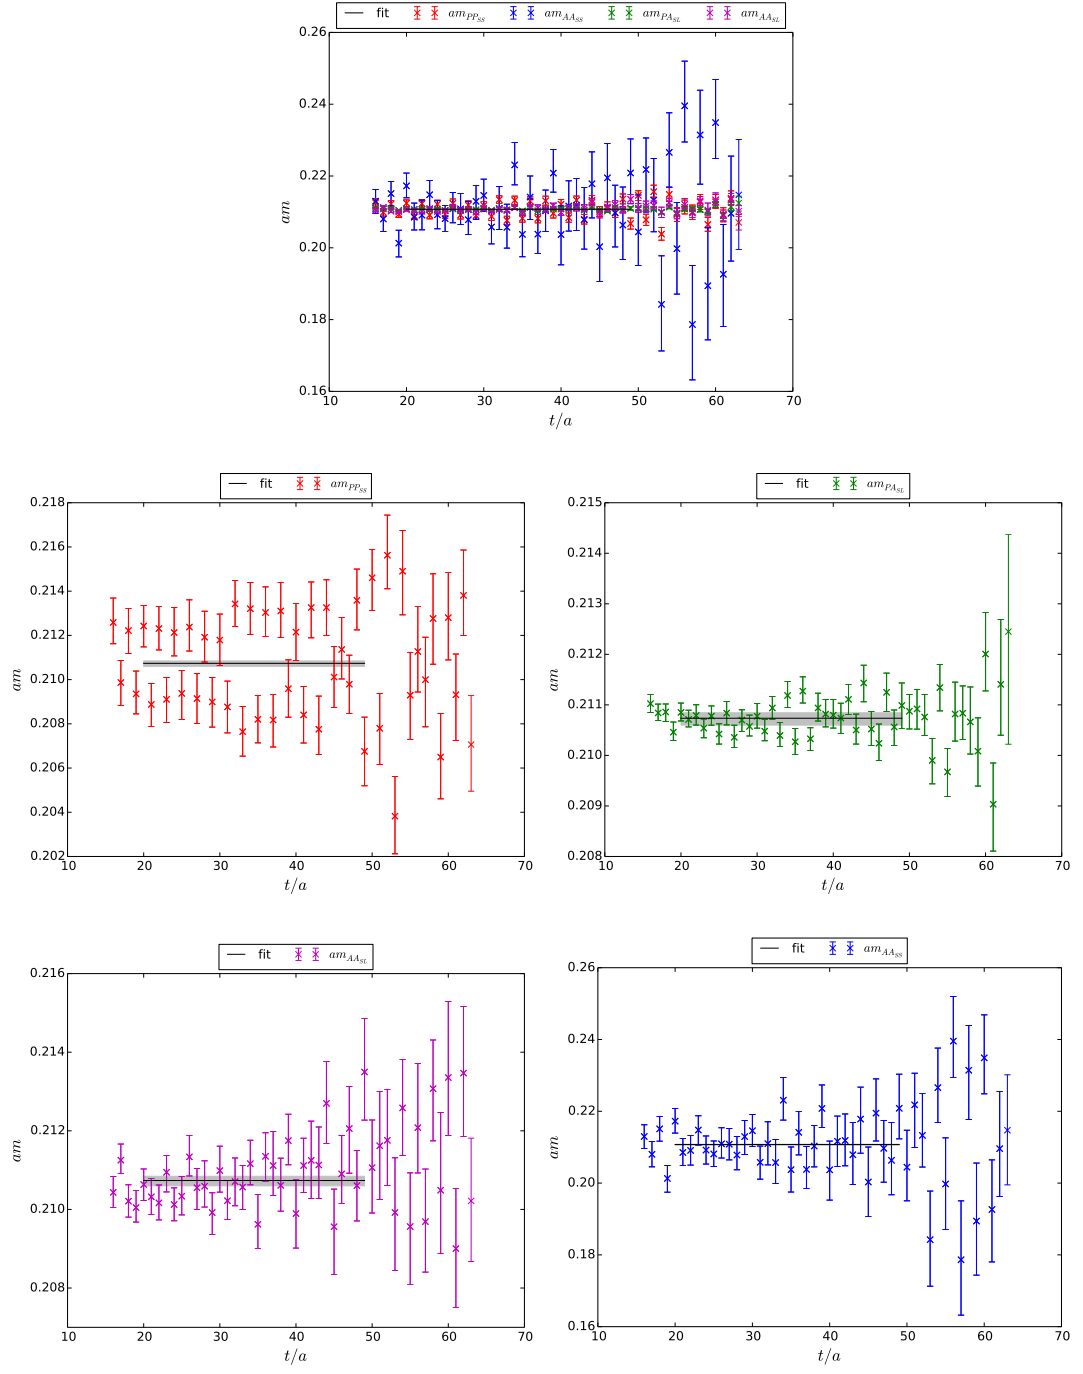 fit am_{PP_{SS}} am_{AA_{SS}} am_{PA_{SL}} am_{AA_{SL}}
0.26
0.24
0.22
0.20
0.18
0.16
am
10 20 30 40 50 60 70
t/a
fit am_{PP_{SS}}
0.218
0.216
0.214
0.212
0.210
0.208
0.206
0.204
0.202
am
10 20 30 40 50 60 70
t/a
fit am_{PA_{SL}}
0.215
0.214
0.213
0.212
0.211
0.210
0.209
0.208
am
10 20 30 40 50 60 70
t/a
fit am_{AA_{SL}}
0.216
0.214
0.212
0.210
0.208
am
10 20 30 40 50 60 70
t/a
fit am_{AA_{SS}}
0.26
0.24
0.22
0.20
0.18
0.16
am
10 20 30 40 50 60 70
t/a